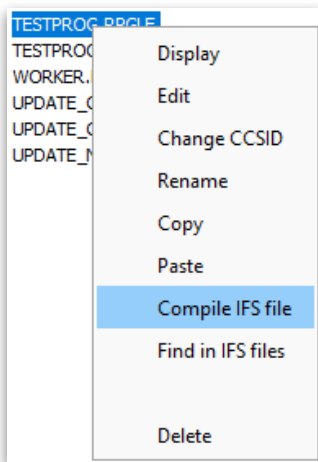 TESTPROG.RPGLE
TESTPROG
WORKER.
UPDATE_
UPDATE_
UPDATE_
Display
Edit
Change CCSID
Rename
Copy
Paste
Compile IFS file
Find in IFS files
Delete